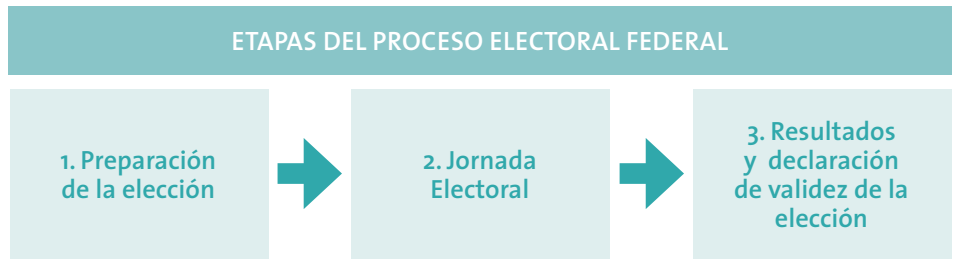 ETAPAS DEL PROCESO ELECTORAL FEDERAL
1. Preparación
de la elección
2. Jornada
Electoral
3. Resultados
y declaración
de validez de la
elección